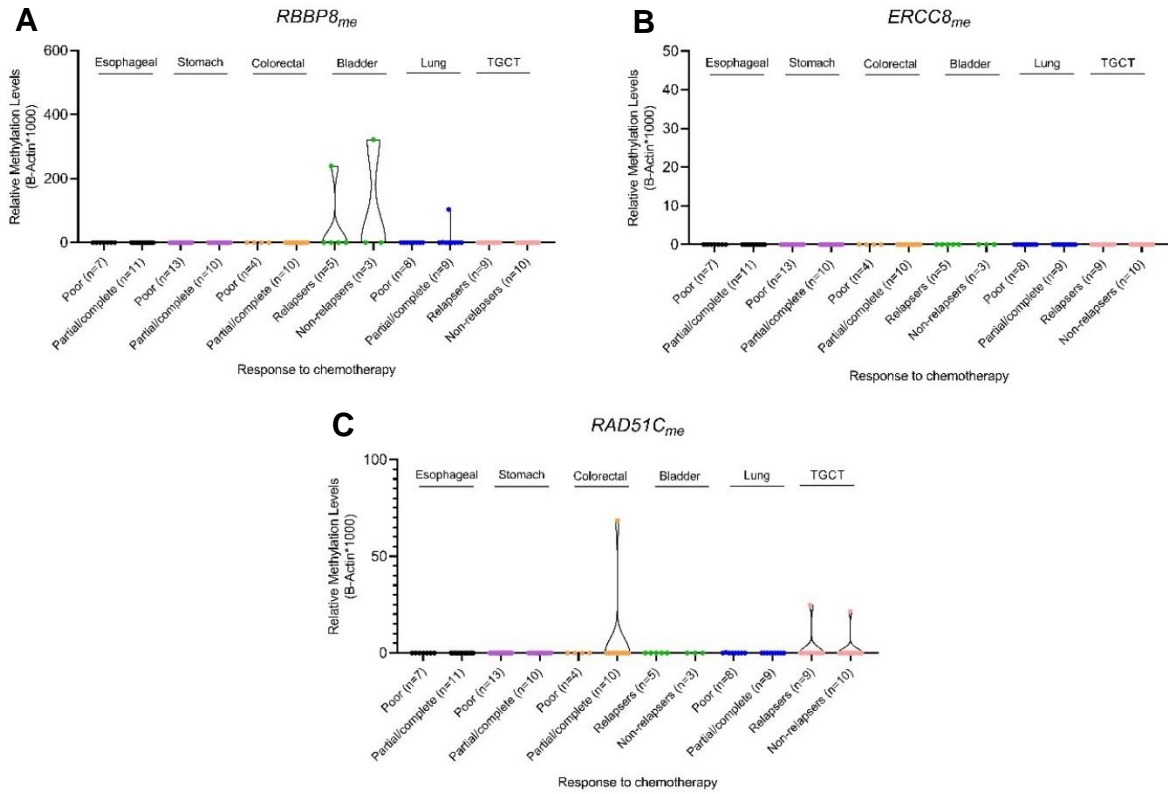 A
RBBP8me
Relative Methylation Levels
(B-Actin*1000)
600
400
200
0
Esophageal Stomach Colorectal Bladder Lung TGCT
Poor (n=7)
Partial/complete (n=11)
Poor (n=13)
Partial/complete (n=10)
Poor (n=4)
Partial/complete (n=10)
Relapsers (n=5)
Non-relapsers (n=3)
Poor (n=8)
Partial/complete (n=9)
Relapsers (n=9)
Non-relapsers (n=10)
Response to chemotherapy
B
ERCC8me
Relative Methylation Levels
(B-Actin*1000)
50
40
30
20
10
0
Esophageal Stomach Colorectal Bladder Lung TGCT
Poor (n=7)
Partial/complete (n=11)
Poor (n=13)
Partial/complete (n=10)
Poor (n=4)
Partial/complete (n=10)
Relapsers (n=5)
Non-relapsers (n=3)
Poor (n=8)
Partial/complete (n=9)
Relapsers (n=9)
Non-relapsers (n=10)
Response to chemotherapy
C
RAD51Cme
Relative Methylation Levels
(B-Actin*1000)
100
50
0
Esophageal Stomach Colorectal Bladder Lung TGCT
Poor (n=7)
Partial/complete (n=11)
Poor (n=13)
Partial/complete (n=10)
Poor (n=4)
Partial/complete (n=10)
Relapsers (n=5)
Non-relapsers (n=3)
Poor (n=8)
Partial/complete (n=9)
Relapsers (n=9)
Non-relapsers (n=10)
Response to chemotherapy